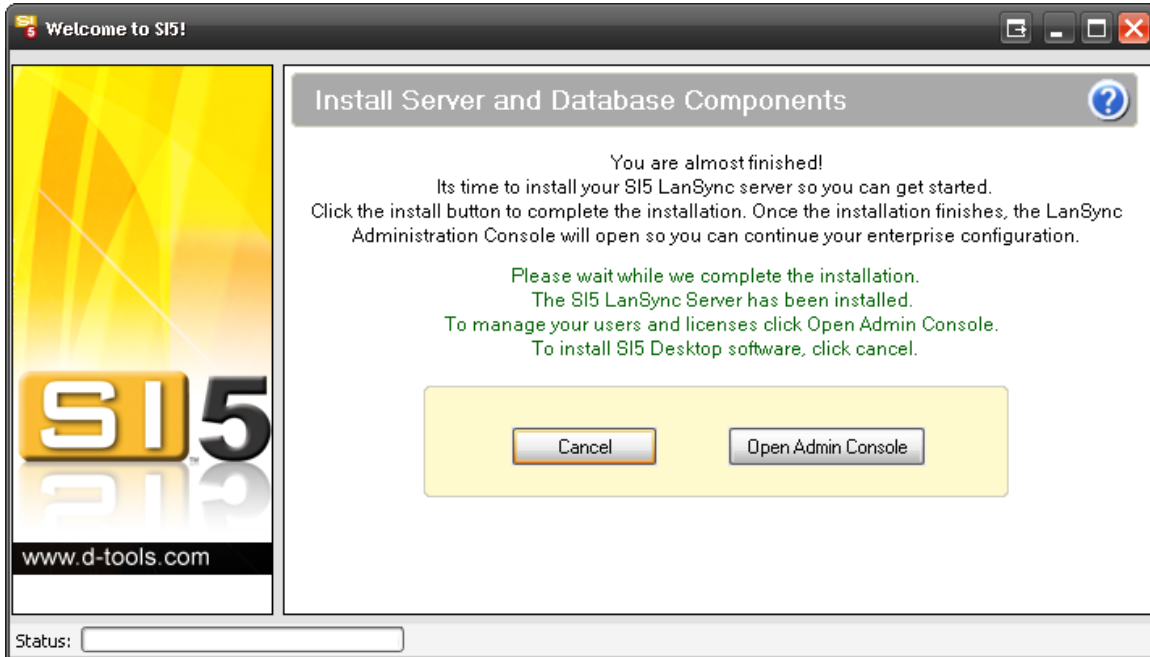 SI
5
Welcome to SI5!
Install Server and Database Components
?
You are almost finished!
Its time to install your SI5 LanSync server so you can get started.
Click the install button to complete the installation. Once the installation finishes, the LanSync
Administration Console will open so you can continue your enterprise configuration.
Please wait while we complete the installation.
The SI5 LanSync Server has been installed.
To manage your users and licenses click Open Admin Console.
To install SI5 Desktop software, click cancel.
Cancel
Open Admin Console
SI5™
www.d-tools.com
Status: